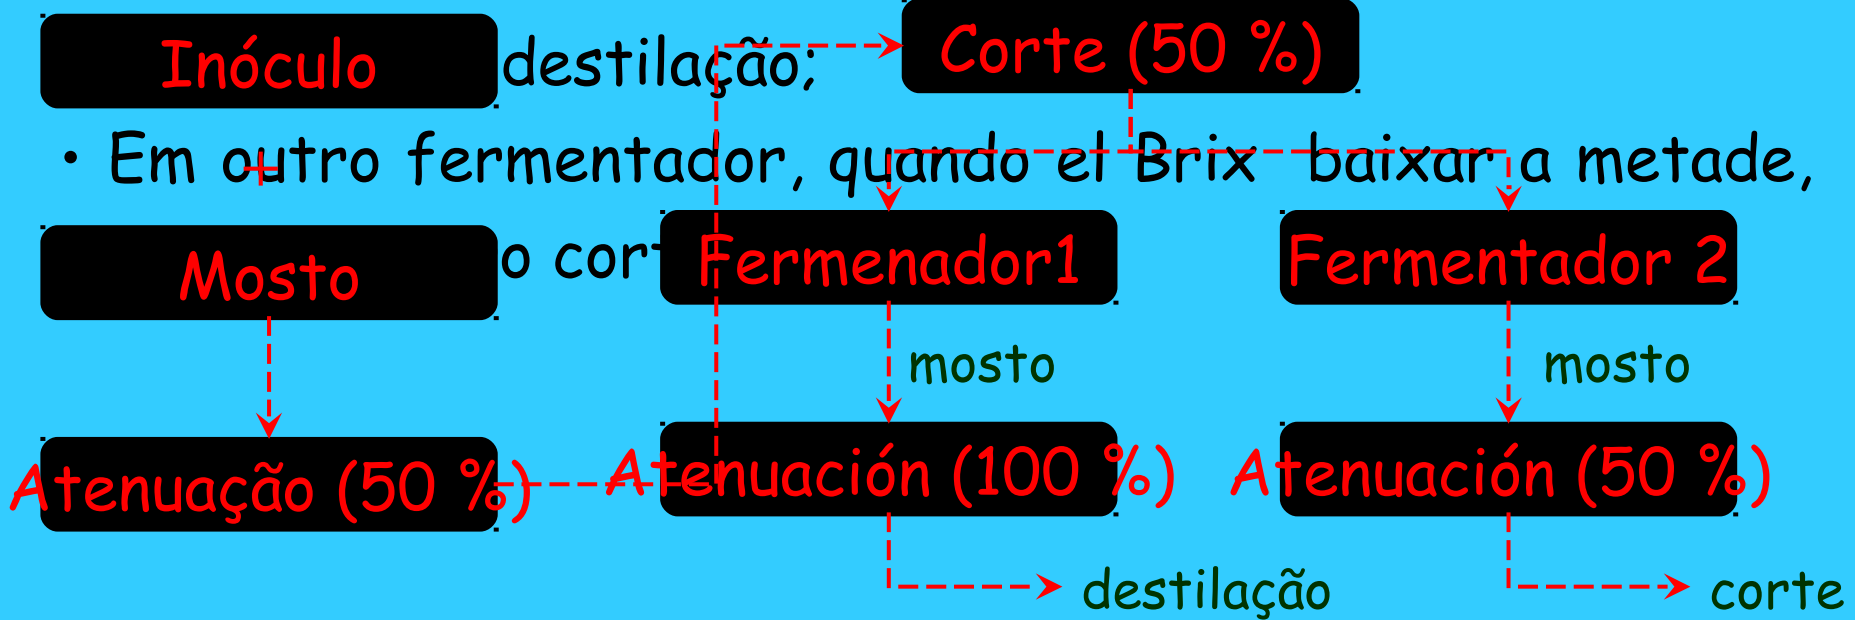 Inóculo
destilação;
Corte (50 %)
• Em outro fermentador, quando el Brix baixar a metade,
+
Mosto
o cort
Fermenador1
Fermentador 2
mosto
mosto
Atenuação (50 %)
Atenuación (100 %)
Atenuación (50 %)
destilação
corte